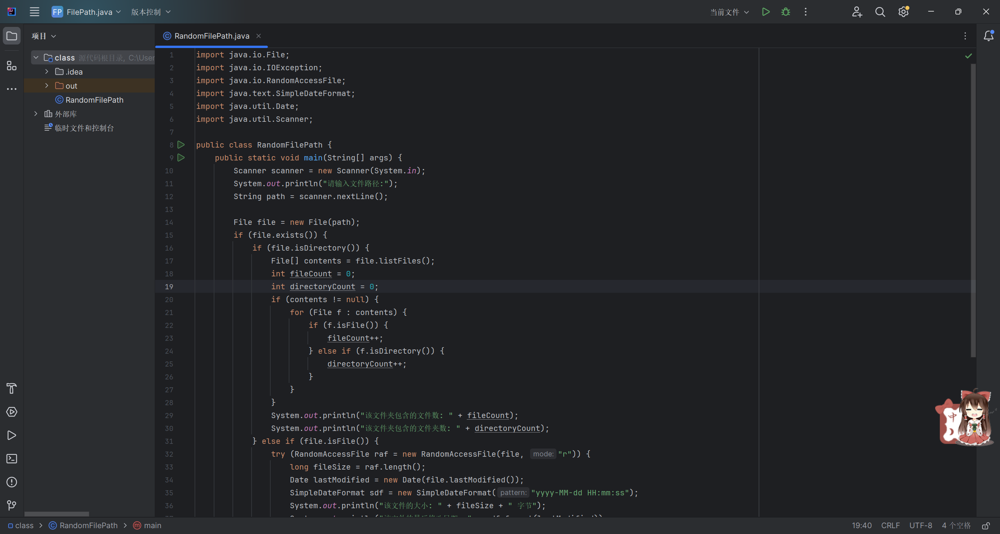 FP FilePath.java 版本控制 当前文件
项目
class 源代码根目录, C:\User
.idea
out
RandomFilePath
外部库
临时文件和控制台
RandomFilePath.java
1 import java.io.File;
2 import java.io.IOException;
3 import java.io.RandomAccessFile;
4 import java.text.SimpleDateFormat;
5 import java.util.Date;
6 import java.util.Scanner;
7
8 public class RandomFilePath {
9 public static void main(String[] args) {
10 Scanner scanner = new Scanner(System.in);
11 System.out.println("请输入文件路径:");
12 String path = scanner.nextLine();
13
14 File file = new File(path);
15 if (file.exists()) {
16 if (file.isDirectory()) {
17 File[] contents = file.listFiles();
18 int fileCount = 0;
19 int directoryCount = 0;
20 if (contents != null) {
21 for (File f : contents) {
22 if (f.isFile()) {
23 fileCount++;
24 } else if (f.isDirectory()) {
25 directoryCount++;
26 }
27 }
28 }
29 System.out.println("该文件夹包含的文件数: " + fileCount);
30 System.out.println("该文件夹包含的文件夹数: " + directoryCount);
31 } else if (file.isFile()) {
32 try (RandomAccessFile raf = new RandomAccessFile(file, mode: "r")) {
33 long fileSize = raf.length();
34 Date lastModified = new Date(file.lastModified());
35 SimpleDateFormat sdf = new SimpleDateFormat( pattern: "yyyy-MM-dd HH:mm:ss");
36 System.out.println("该文件的大小: " + fileSize + " 字节");
中
class > RandomFilePath > main
19:40 CRLF UTF-8 4 个空格